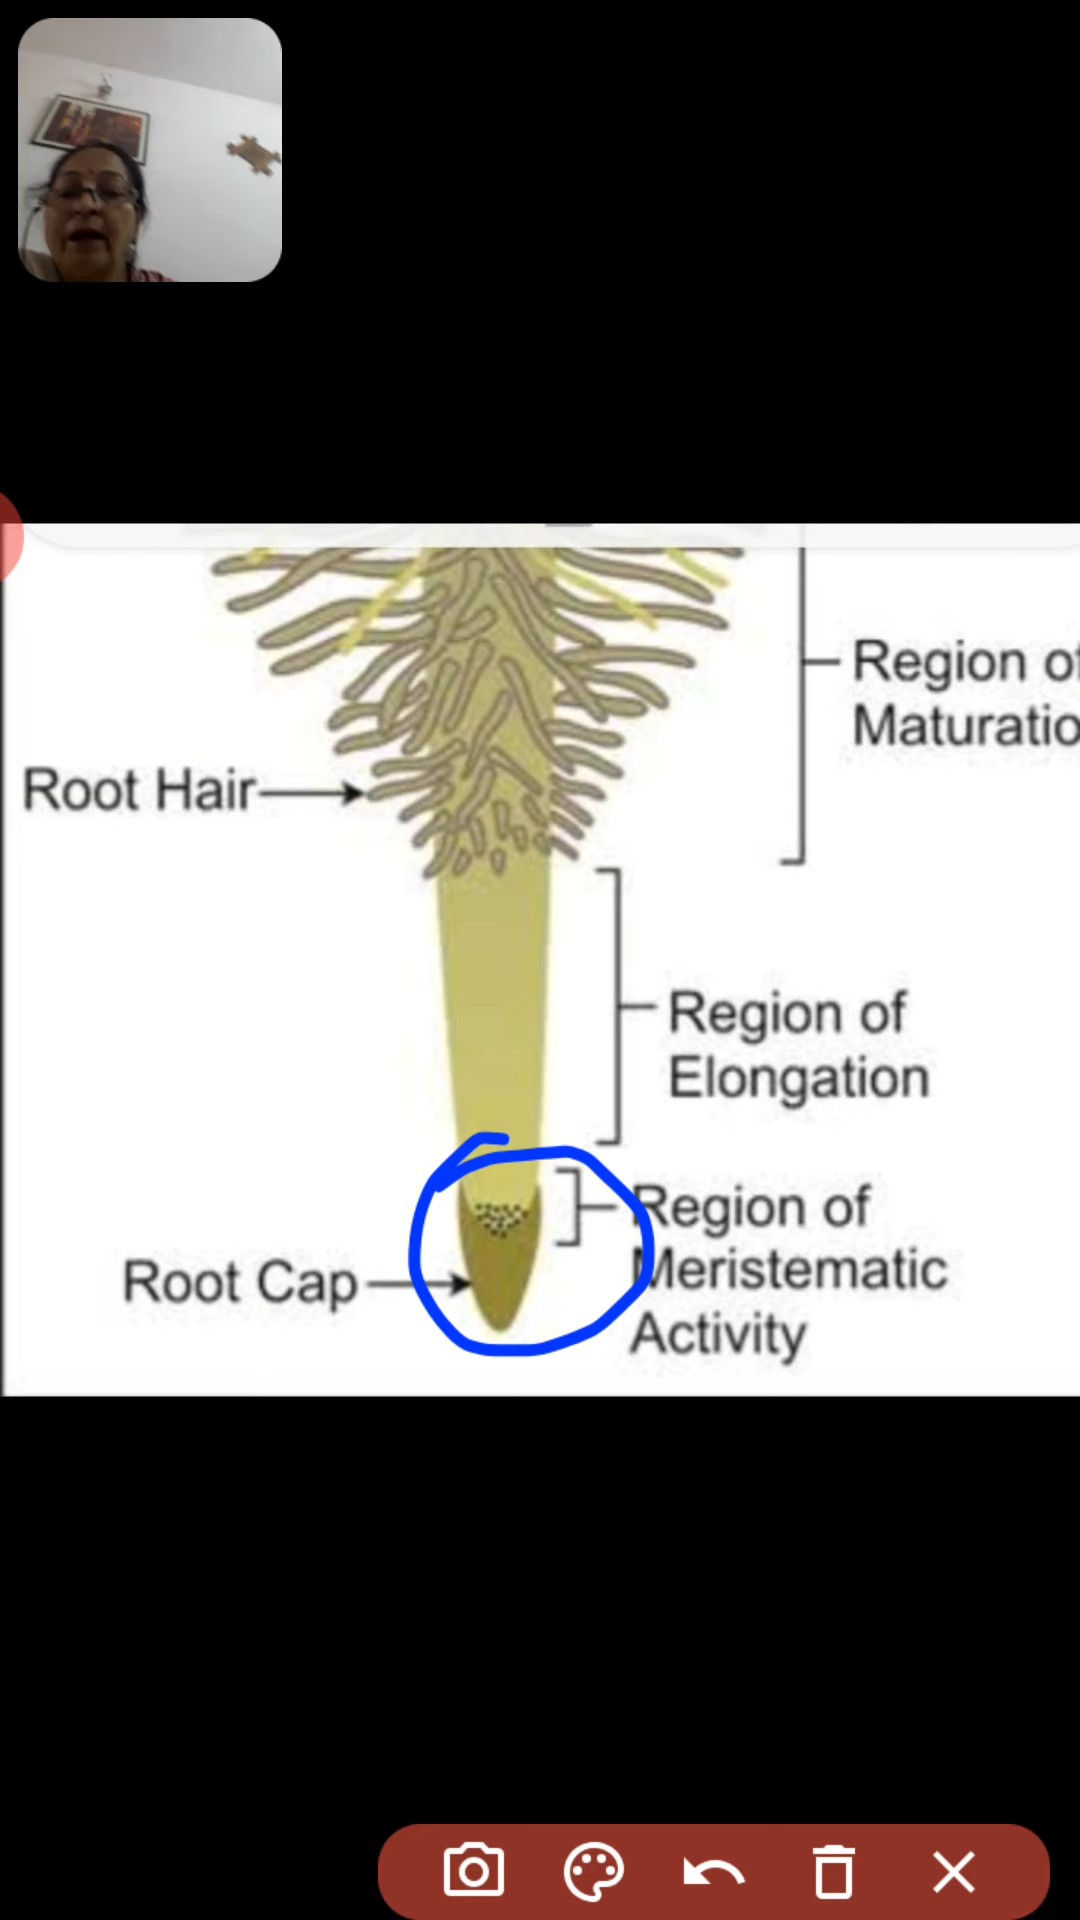 Region of
Maturatio
Root Hair
Region of
Elongation
Region of
Meristematic
Activity
Root Cap